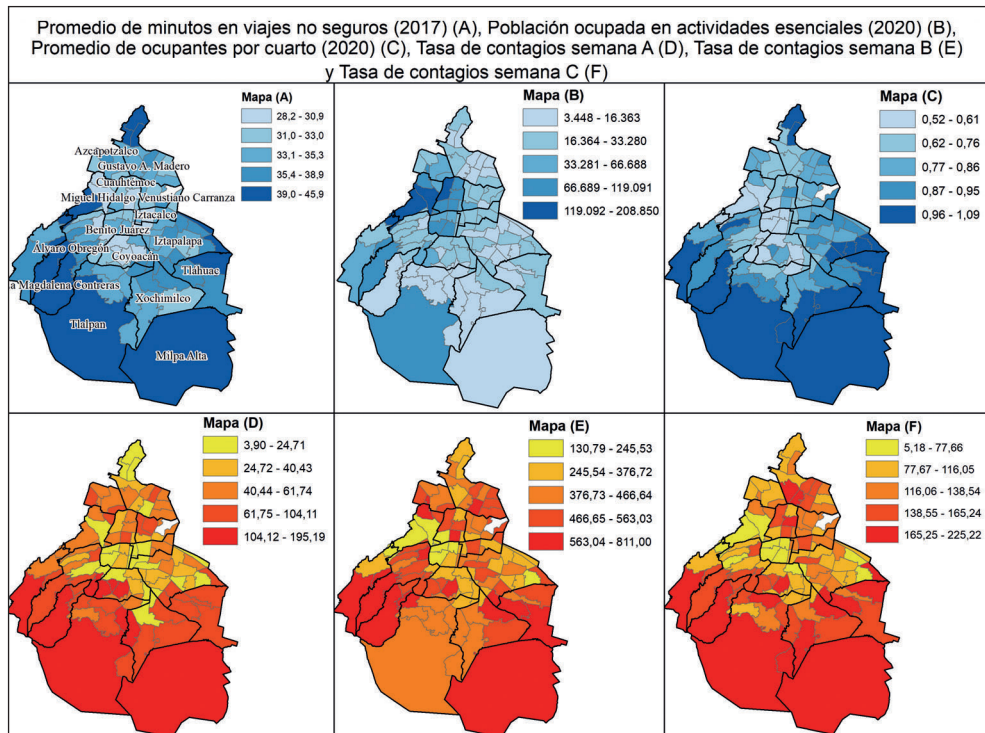 Promedio de minutos en viajes no seguros (2017) (A), Población ocupada en actividades esenciales (2020) (B),
Promedio de ocupantes por cuarto (2020) (C), Tasa de contagios semana A (D), Tasa de contagios semana B (E)
y Tasa de contagios semana C (F)
Mapa (A)
28,2 - 30,9
31,0 - 33,0
33,1 - 35,3
35,4 - 38,9
39,0 - 45,9
Azcapotzalco
Gustavo A. Madero
Cuauhtémoc
Miguel Hidalgo Venustiano Carranza
Iztacalco
Benito Juárez
Iztapalapa
Álvaro Obregón
Coyoacán
Tláhuac
a Magdalena Contreras
Xochimilco
Tlalpan
Milpa Alta
Mapa (B)
3.448 - 16.363
16.364 - 33.280
33.281 - 66.688
66.689 - 119.091
119.092 - 208.850
Mapa (C)
0,52 - 0,61
0,62 - 0,76
0,77 - 0,86
0,87 - 0,95
0,96 - 1,09
Mapa (D)
3,90 - 24,71
24,72 - 40,43
40,44 - 61,74
61,75 - 104,11
104,12 - 195,19
Mapa (E)
130,79 - 245,53
245,54 - 376,72
376,73 - 466,64
466,65 - 563,03
563,04 - 811,00
Mapa (F)
5,18 - 77,66
77,67 - 116,05
116,06 - 138,54
138,55 - 165,24
165,25 - 225,22